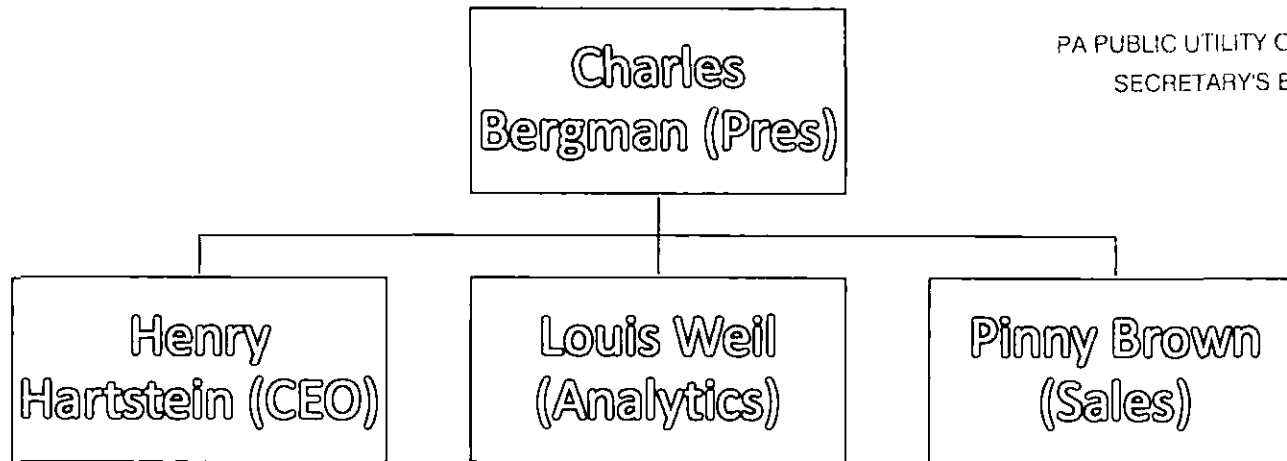 PA PUBLIC UTILITY
SECRETARY'S
Charles
Bergman (Pres)
Henry
Hartstein (CEO)
Louis Weil
(Analytics)
Pinny Brown
(Sales)